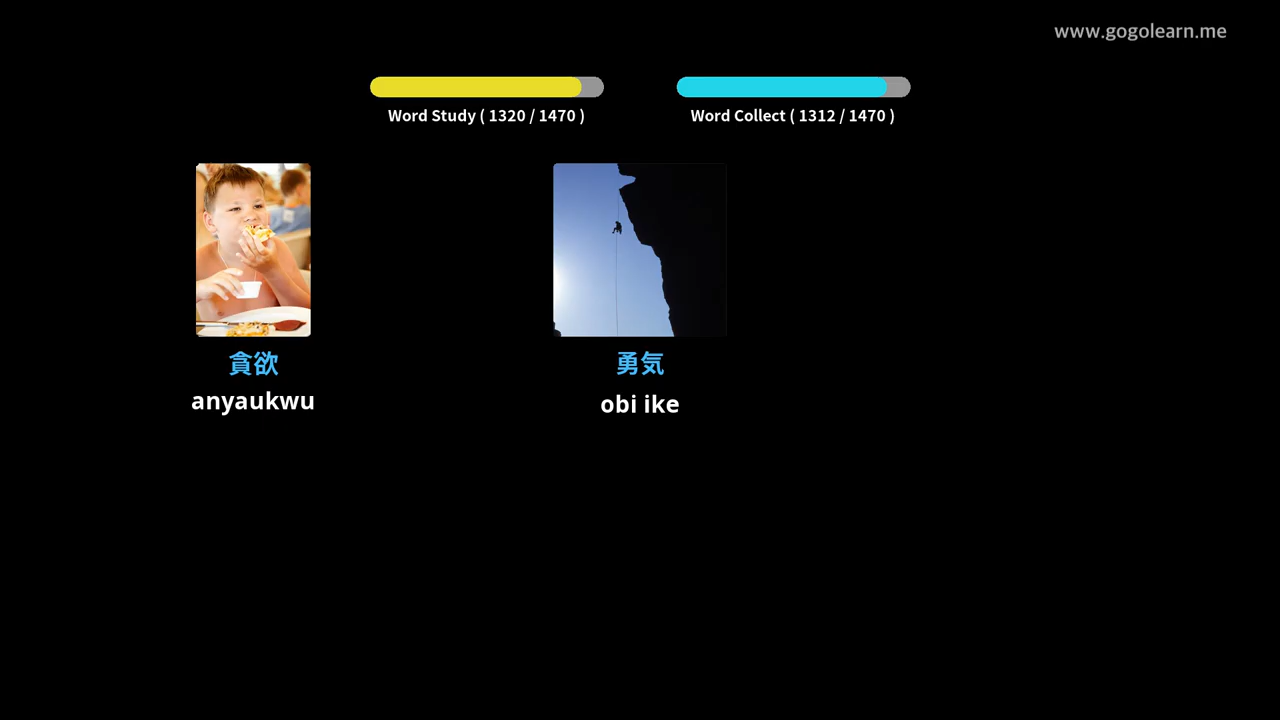 www.gogolearn.me
Word Study ( 1320 / 1470 )
Word Collect ( 1312 / 1470 )
貪欲
anyaukwu
勇気
obi ike